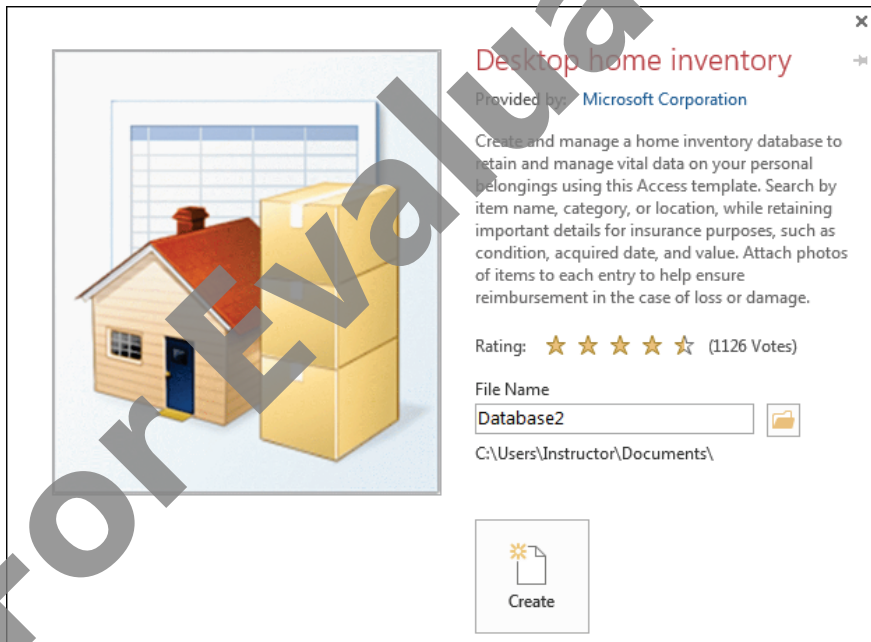 Desktop home inventory
Provided by: Microsoft Corporation
Create and manage a home inventory database to
retain and manage vital data on your personal
belongings using this Access template. Search by
item name, category, or location, while retaining
important details for insurance purposes, such as
condition, acquired date, and value. Attach photos
of items to each entry to help ensure
reimbursement in the case of loss or damage.
Rating: (1126 Votes)
File Name
Database2
C:\Users\Instructor\Documents\
Create
For Evalua